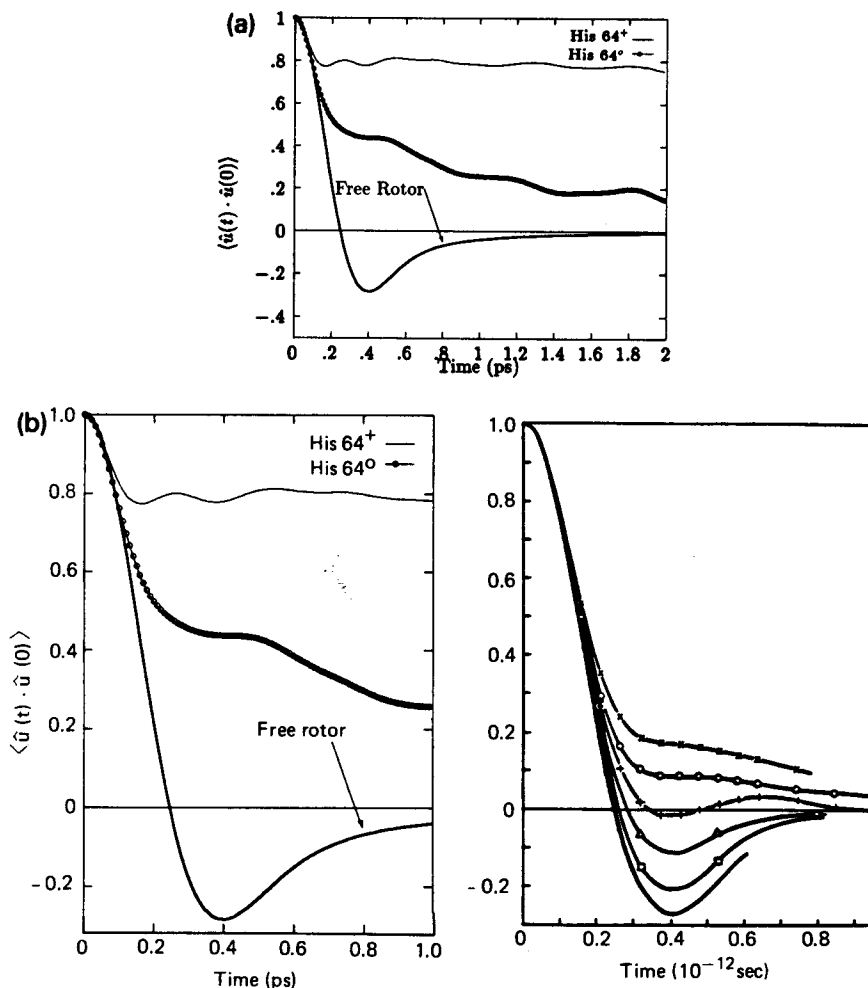 (a)
His 64⁺
His 64°
1
.8
.6
.4
.2
0
−.2
−.4
⟨û(t) · û(0)⟩
Free Rotor
0 .2 .4 .6 .8 1 1.2 1.4 1.6 1.8 2
Time (ps)
(b)
His 64⁺
His 64⁰
1.0
0.8
0.6
0.4
0.2
0
−0.2
⟨û (t) · û (0)⟩
Free rotor
0 0.2 0.4 0.6 0.8 1.0
Time (ps)
1.0
0.8
0.6
0.4
0.2
0
−0.2
0 0.2 0.4 0.6 0.8
Time (10⁻¹² sec)